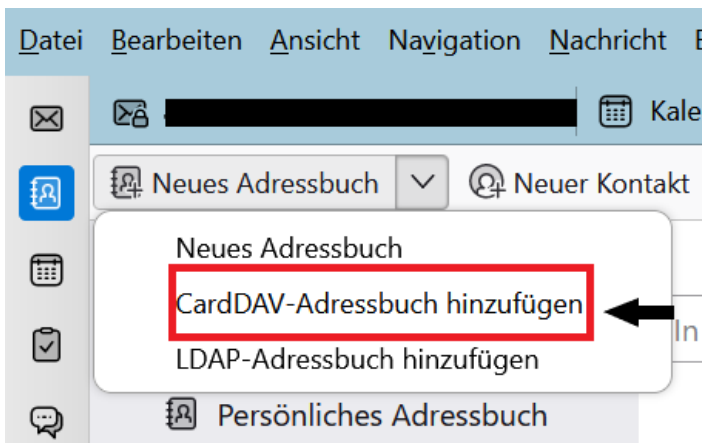 Datei Bearbeiten Ansicht Navigation Nachricht
Kale
Neues Adressbuch Neuer Kontakt
Neues Adressbuch
CardDAV-Adressbuch hinzufügen
In
LDAP-Adressbuch hinzufügen
Persönliches Adressbuch